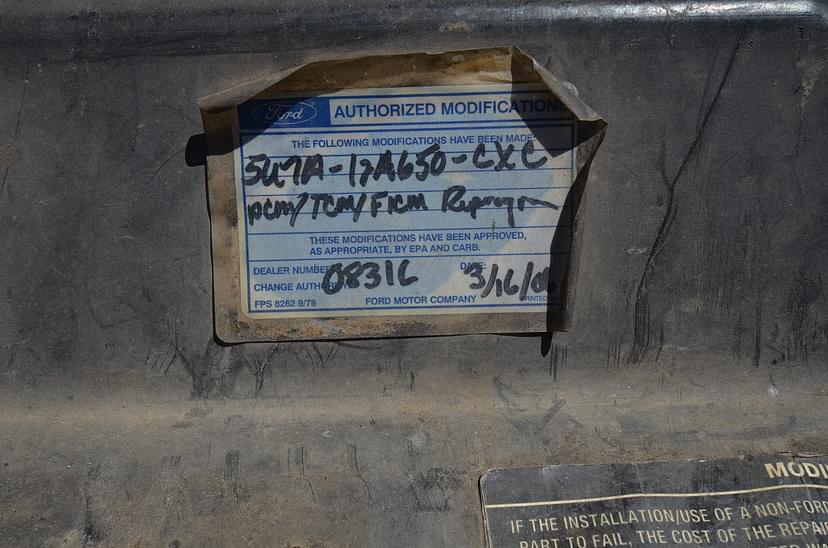 Ford AUTHORIZED MODIFICATIONS
THE FOLLOWING MODIFICATIONS HAVE BEEN MADE
5U7A-12A650-CXC
PCM/TCM/FICM Reprogram
THESE MODIFICATIONS HAVE BEEN APPROVED,
AS APPROPRIATE, BY EPA AND CARB.
DEALER NUMBER 08316 DATE: 3/16/06
CHANGE AUTHORITY
FPS 8262 9/78 FORD MOTOR COMPANY PRINTED
MODI
IF THE INSTALLATION/USE OF A NON-FORD
PART TO FAIL, THE COST OF THE REPAIR